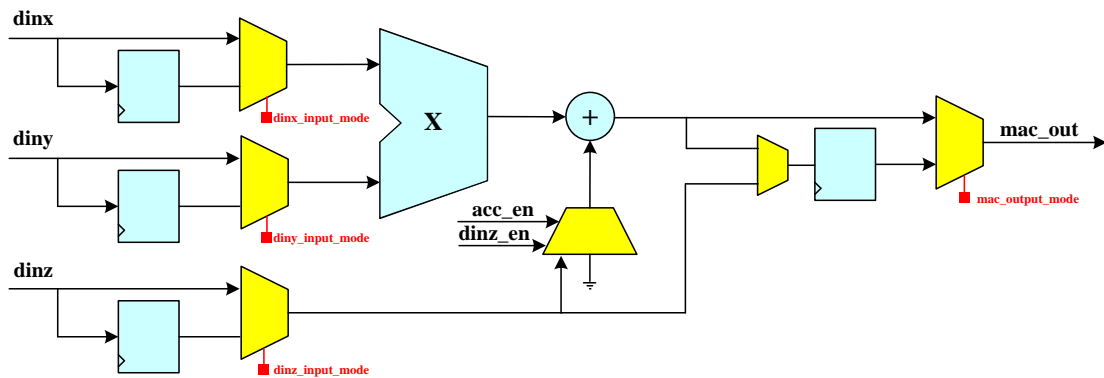 dinx
dinx_input_mode
X
+
mac_out
diny
diny_input_mode
acc_en
dinz_en
mac_output_mode
dinz
dinz_input_mode